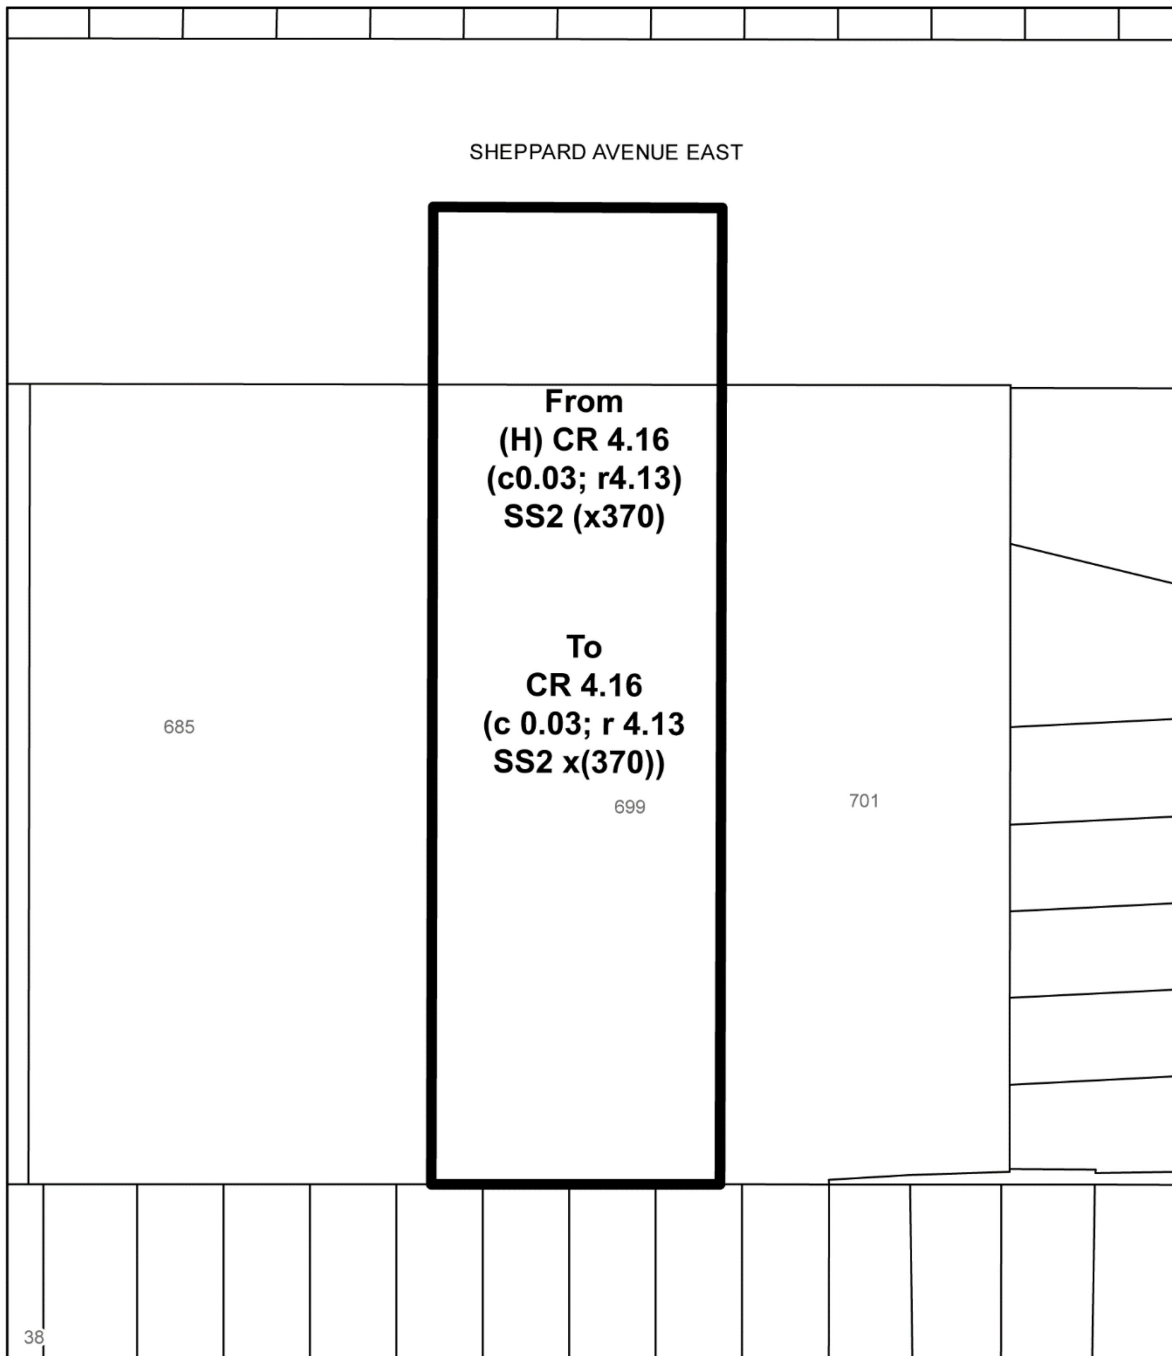 SHEPPARD AVENUE EAST
From
(H) CR 4.16
(c0.03; r4.13)
SS2 (x370)
To
CR 4.16
(c 0.03; r 4.13
SS2 x(370))
685
699
701
38